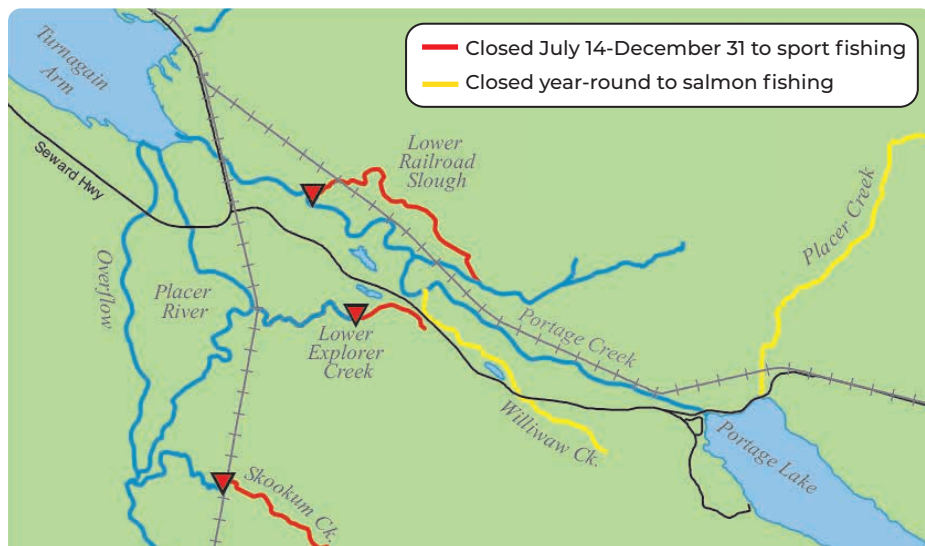 Closed July 14-December 31 to sport fishing
Closed year-round to salmon fishing
Turnagain
Arm
Seward Hwy
Lower
Railroad
Slough
Placer Creek
Overflow
Placer
River
Lower
Explorer
Creek
Portage Creek
Williwaw Ck.
Portage Lake
Skookum Ck.